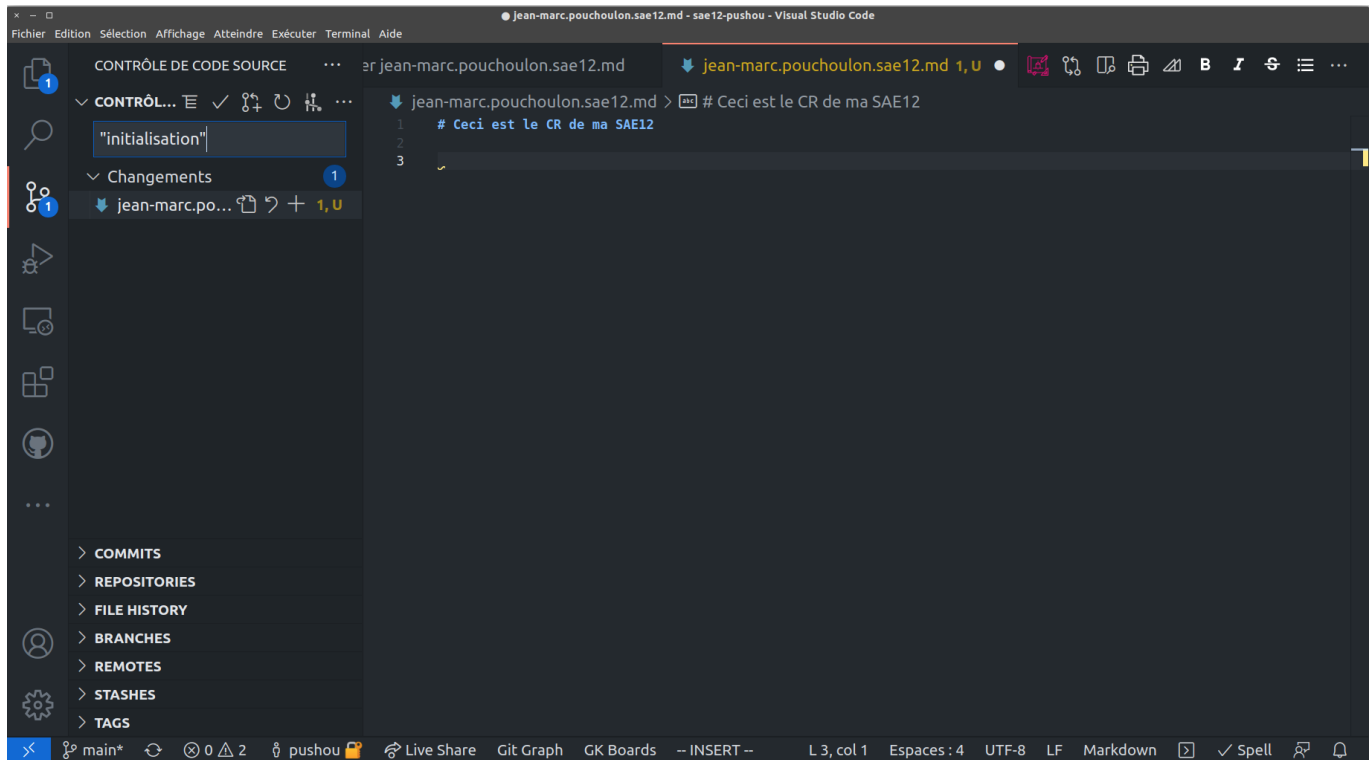 jean-marc.pouchoulon.sae12.md - sae12-pushou - Visual Studio Code
Fichier Edition Sélection Affichage Atteindre Exécuter Terminal Aide
CONTRÔLE DE CODE SOURCE
er jean-marc.pouchoulon.sae12.md
jean-marc.pouchoulon.sae12.md 1, U
B I S
CONTRÔL...
jean-marc.pouchoulon.sae12.md > abc # Ceci est le CR de ma SAE12
"initialisation"
1 # Ceci est le CR de ma SAE12
2
3
Changements 1
jean-marc.po... 1, U
1
1
COMMITS
REPOSITORIES
FILE HISTORY
BRANCHES
REMOTES
STASHES
TAGS
main* 0 2 pushou Live Share Git Graph GK Boards -- INSERT -- L 3, col 1 Espaces : 4 UTF-8 LF Markdown Spell